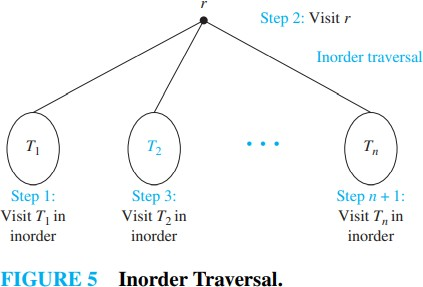 r
Step 2: Visit r
Inorder traversal
T1 T2 ... Tn
Step 1: Step 3: Step n + 1:
Visit T1 in Visit T2 in Visit Tn in
inorder inorder inorder
FIGURE 5 Inorder Traversal.